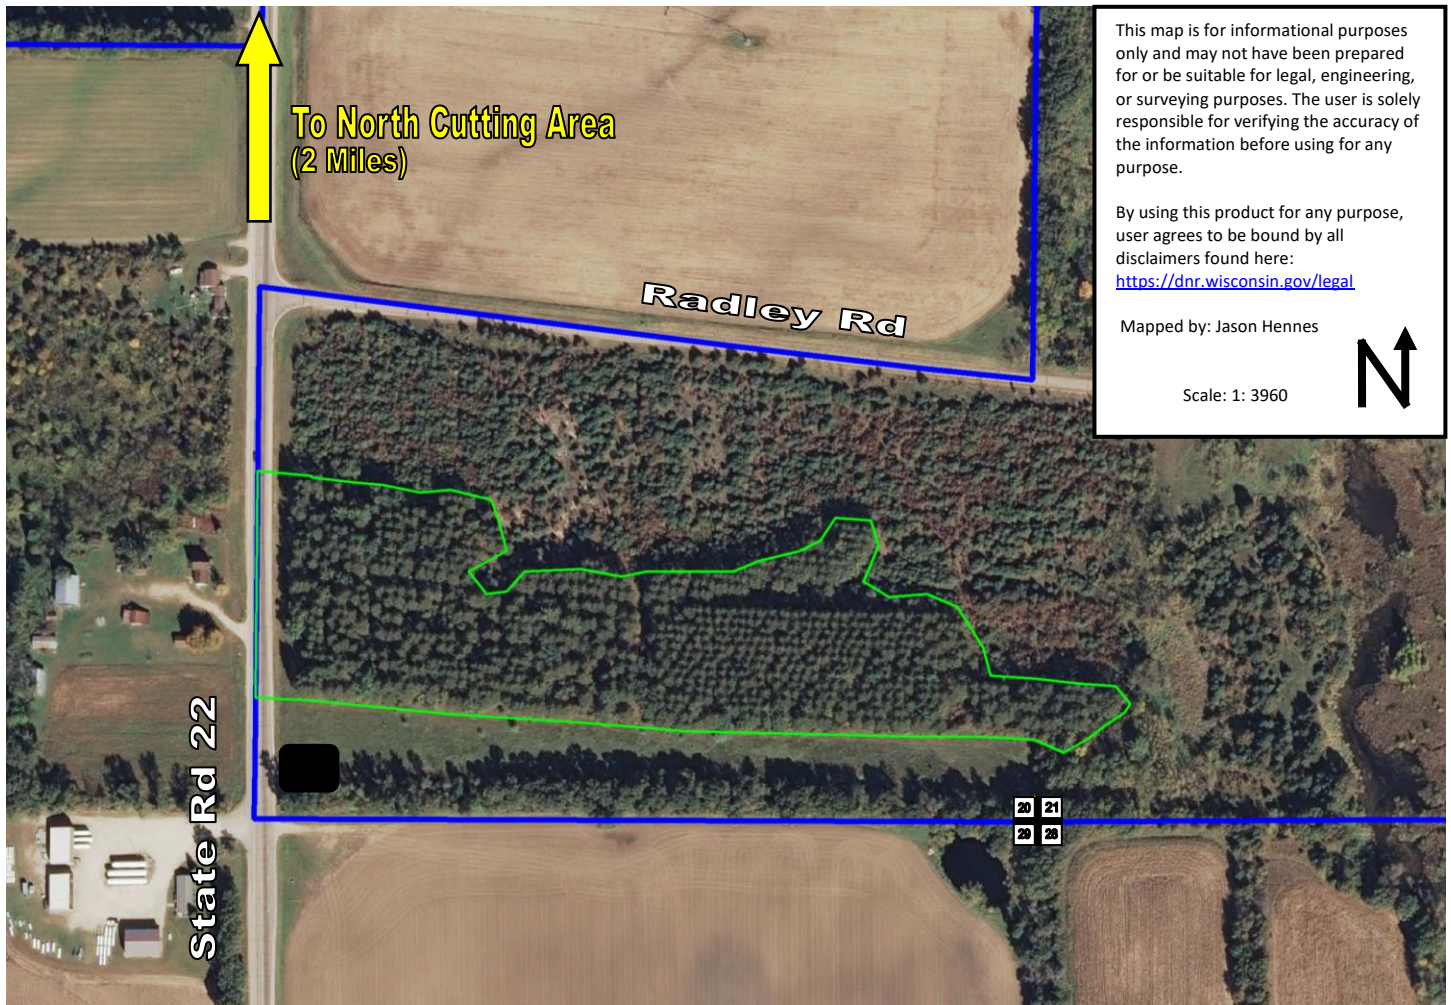 To North Cutting Area
(2 Miles)
Radley Rd
State Rd 22
20 21
29 28
This map is for informational purposes
only and may not have been prepared
for or be suitable for legal, engineering,
or surveying purposes. The user is solely
responsible for verifying the accuracy of
the information before using for any
purpose.
By using this product for any purpose,
user agrees to be bound by all
disclaimers found here:
https://dnr.wisconsin.gov/legal
Mapped by: Jason Hennes
Scale: 1: 3960
N